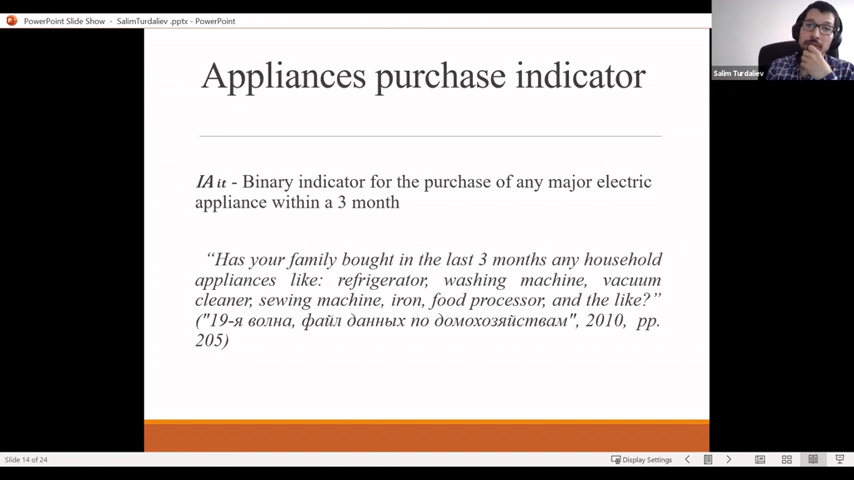 PowerPoint Slide Show - SalimTurdaliev .pptx - PowerPoint
Salim Turdaliev
Appliances purchase indicator
IA it - Binary indicator for the purchase of any major electric
appliance within a 3 month
“Has your family bought in the last 3 months any household
appliances like: refrigerator, washing machine, vacuum
cleaner, sewing machine, iron, food processor, and the like?”
("19-я волна, файл данных по домохозяйствам", 2010, pp.
205)
Slide 14 of 24
Display Settings